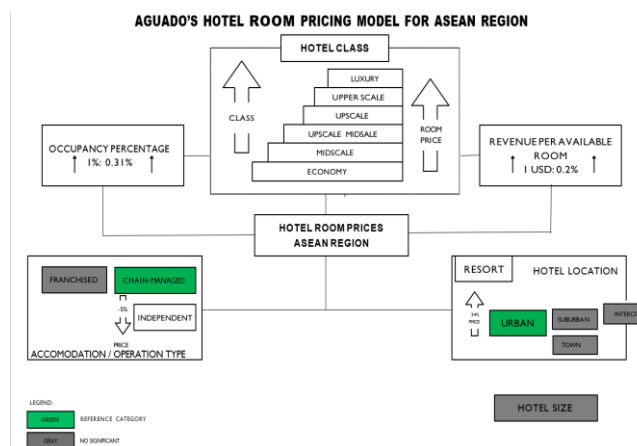 AGUADO'S HOTEL ROOM PRICING MODEL FOR ASEAN REGION
HOTEL CLASS
LUXURY
UPPER SCALE
UPSCALE
UPSCALE MIDSALE
MIDSCALE
ECONOMY
CLASS
ROOM
PRICE
OCCUPANCY PERCENTAGE
1%: 0.31%
REVENUE PER AVAILABLE
ROOM
1 USD: 0.2%
HOTEL ROOM PRICES
ASEAN REGION
FRANCHISED
CHAIN-MANAGED
-5%
INDEPENDENT
PRICE
ACCOMODATION / OPERATION TYPE
RESORT
HOTEL LOCATION
PRICE
URBAN
SUBURBAN
TOWN
HOTEL SIZE
LEGEND:
GREEN
REFERENCE CATEGORY
GRAY
NO SIGNIFICANT